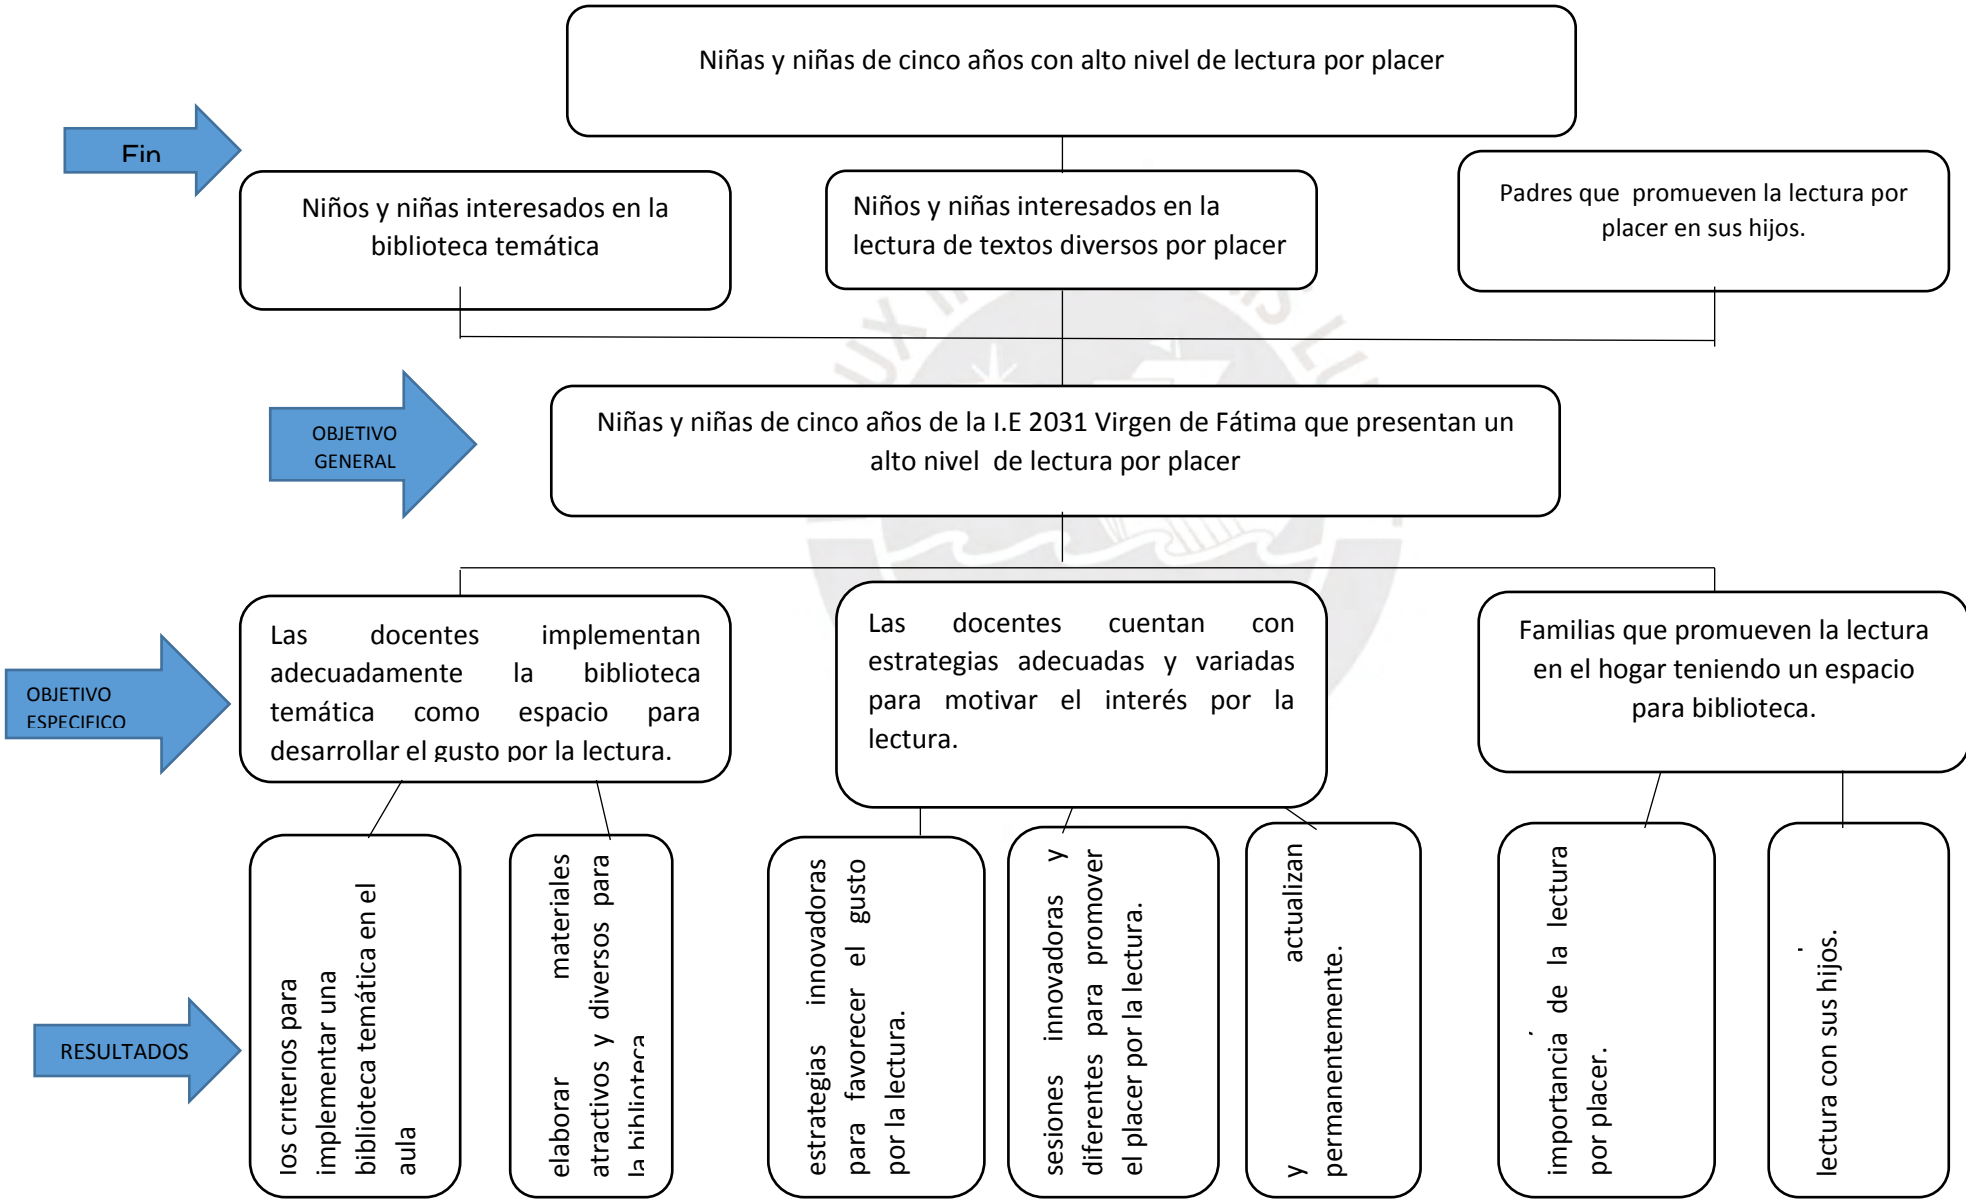 Niñas y niñas de cinco años con alto nivel de lectura por placer
Fin
Niños y niñas interesados en la
biblioteca temática
Niños y niñas interesados en la
lectura de textos diversos por placer
Padres que promueven la lectura por
placer en sus hijos.
OBJETIVO
GENERAL
Niñas y niñas de cinco años de la I.E 2031 Virgen de Fátima que presentan un
alto nivel de lectura por placer
OBJETIVO
ESPECIFICO
Las docentes implementan
adecuadamente la biblioteca
temática como espacio para
desarrollar el gusto por la lectura.
Las docentes cuentan con
estrategias adecuadas y variadas
para motivar el interés por la
lectura.
Familias que promueven la lectura
en el hogar teniendo un espacio
para biblioteca.
RESULTADOS
los criterios para
implementar una
biblioteca temática en el
aula
elaborar materiales
atractivos y diversos para
la biblioteca
estrategias innovadoras
para favorecer el gusto
por la lectura.
sesiones innovadoras y
diferentes para promover
el placer por la lectura.
y actualizan
permanentemente.
importancia de la lectura
por placer.
lectura con sus hijos.